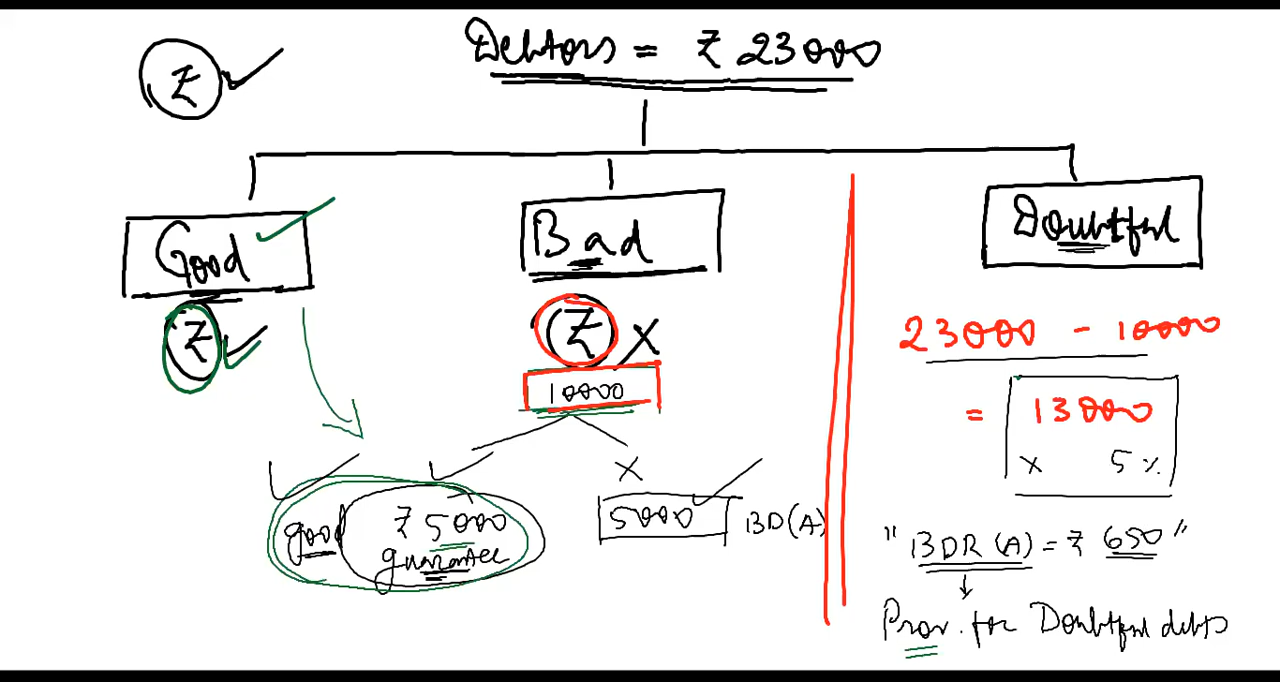 Debtors = ₹ 23000
₹ ✓
Good ✓
Bad
Doubtful
₹ ✓
₹ X
10000
23000 - 10000
= 13000
x 5%
✓ ✓ X
good ₹ 5000
guarantee
5000 ✓ BD(A)
" BDR (A) = ₹ 650 "
↓
Prov. for Doubtful debts